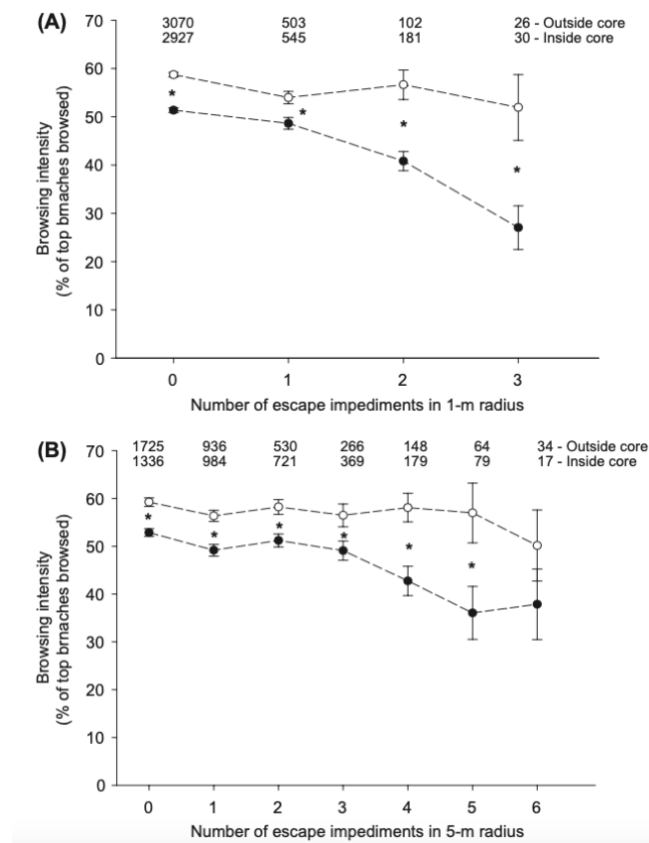 (A)
3070 503 102 26 - Outside core
2927 545 181 30 - Inside core
70
60
50
40
30
20
10
0
* * * *
Browsing intensity
(% of top bmaches browsed)
0 1 2 3
Number of escape impediments in 1-m radius
(B)
1725 936 530 266 148 64 34 - Outside core
1336 984 721 369 179 79 17 - Inside core
70
60
50
40
30
20
10
0
* * * * * *
Browsing intensity
(% of top brnaches browsed)
0 1 2 3 4 5 6
Number of escape impediments in 5-m radius